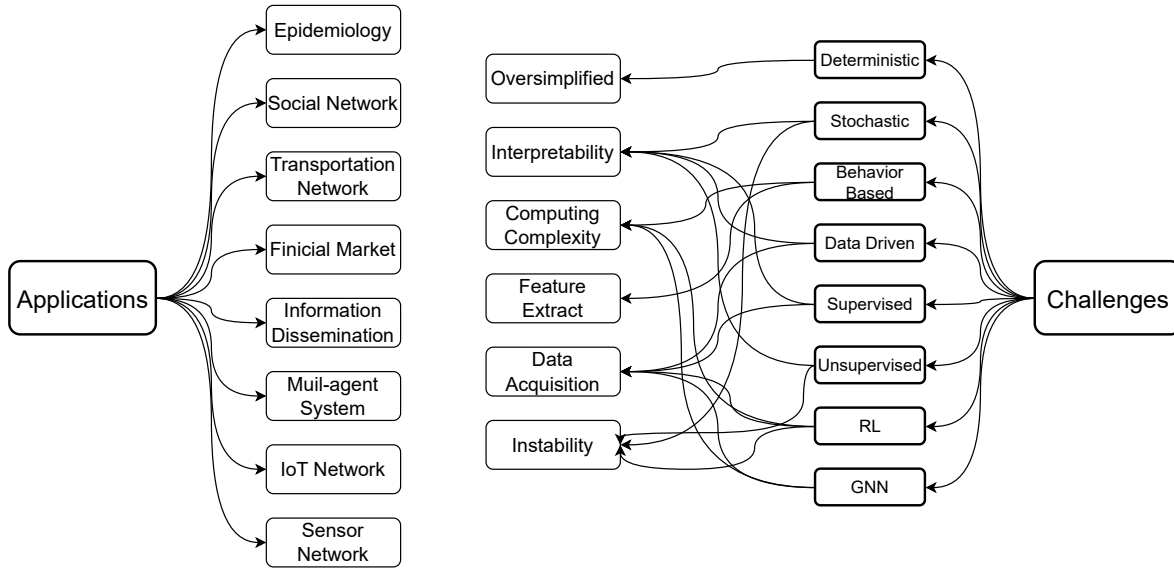 Applications
Epidemiology
Social Network
Transportation
Network
Finicial Market
Information
Dissemination
Muil-agent
System
IoT Network
Sensor
Network
Oversimplified
Interpretability
Computing
Complexity
Feature
Extract
Data
Acquisition
Instability
Deterministic
Stochastic
Behavior
Based
Data Driven
Supervised
Unsupervised
RL
GNN
Challenges